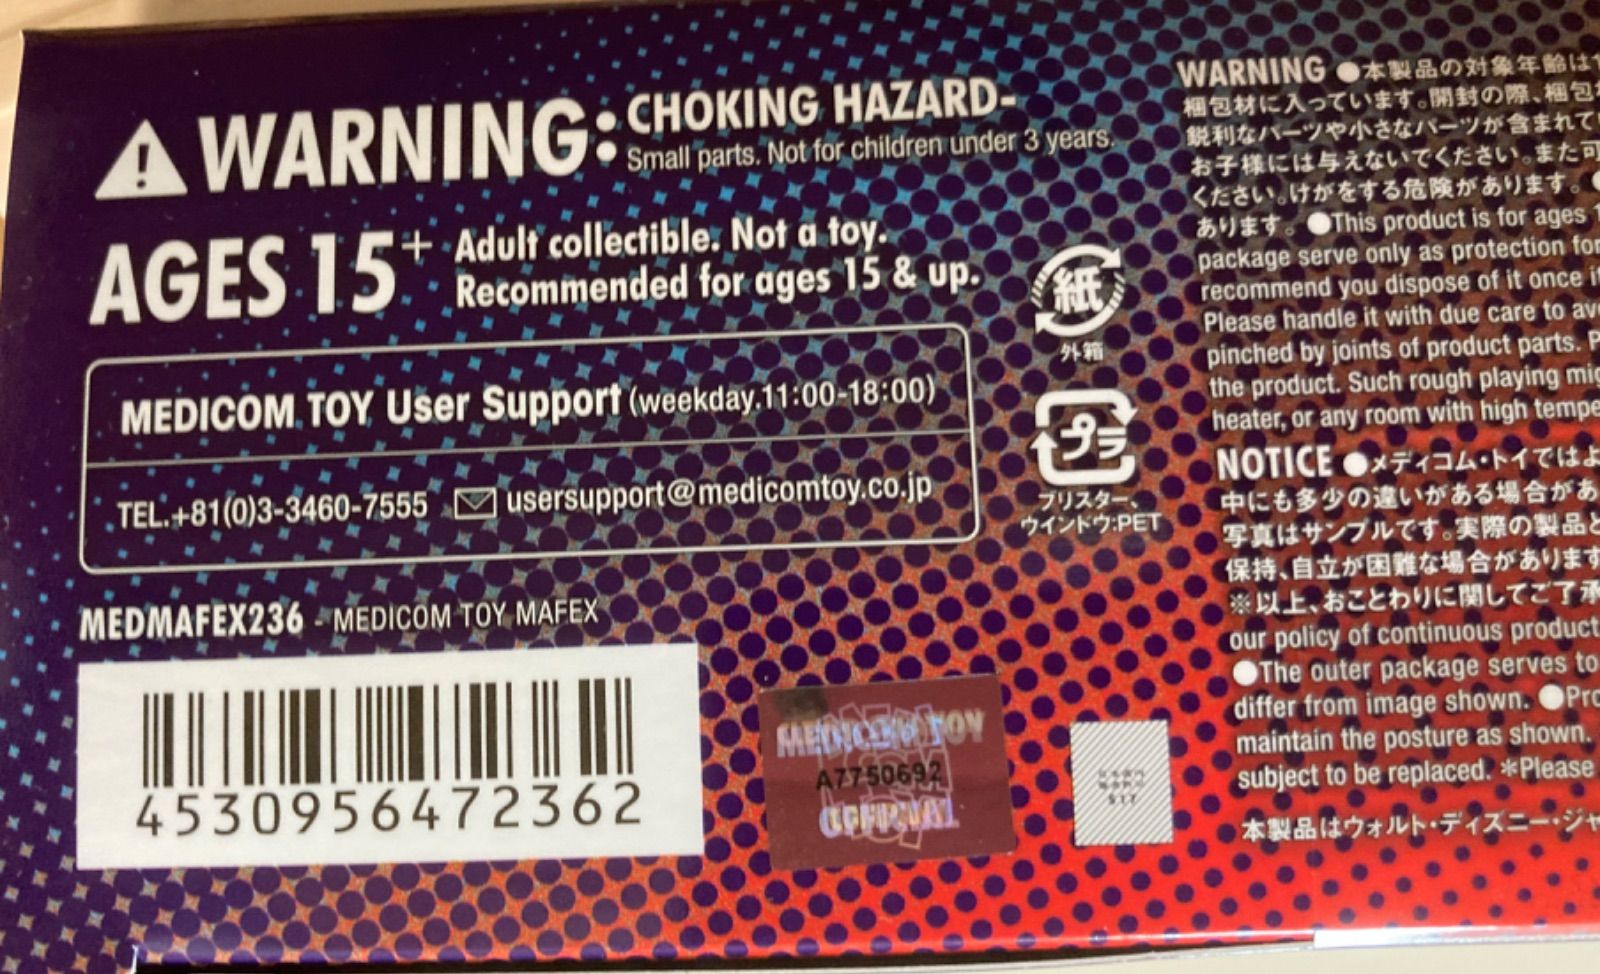 WARNING: CHOKING HAZARD-
Small parts. Not for children under 3 years.
AGES 15+ Adult collectible. Not a toy.
Recommended for ages 15 & up.
MEDICOM TOY User Support (weekday.11:00-18:00)
TEL.+81(0)3-3460-7555 usersupport@medicomtoy.co.jp
MEDMAFEX236 - MEDICOM TOY MAFEX
4530956472362
MEDICOM TOY
A7750692
紙
外箱
プラ
ブリスター、
ウインドウ:PET
WARNING ●本製品の対象年齢は1
梱包材に入っています。開封の際、梱包
鋭利なパーツや小さなパーツが含まれて
お子様には与えないでください。また可
ください。けがをする危険があります。●
あります。●This product is for ages 1
package serve only as protection for
recommend you dispose of it once i
Please handle it with due care to av
pinched by joints of product parts. P
the product. Such rough playing mig
heater, or any room with high tempe
NOTICE ●メディコム・トイではよ
中にも多少の違いがある場合があ
写真はサンプルです。実際の製品と
保持、自立が困難な場合があります
※以上、おことわりに関してご了承
our policy of continuous product
●The outer package serves to
differ from image shown. ●Pro
maintain the posture as shown.
subject to be replaced. *Please
本製品はウォルト・ディズニー・ジャ